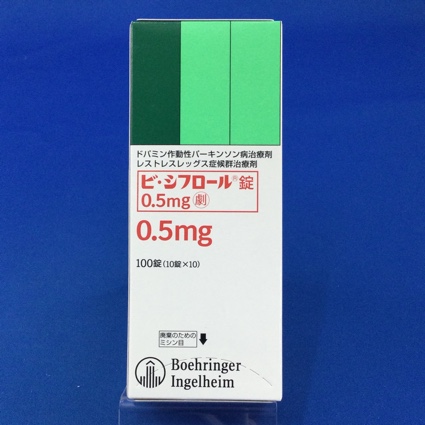 ドパミン作動性パーキンソン病治療剤
レストレスレッグス症候群治療剤
ビ・シフロール®錠
0.5mg 劇
0.5mg
100錠(10錠×10)
廃棄のための
ミシン目
Boehringer
Ingelheim